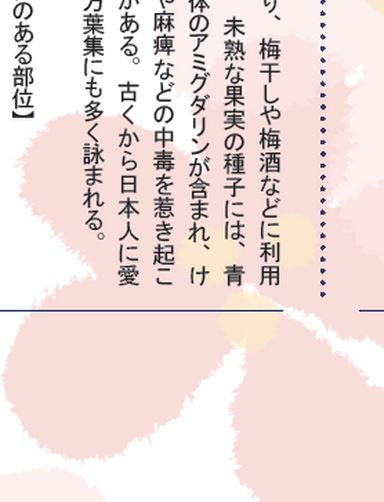 り、梅干しや梅酒などに利用
未熟な果実の種子には、青
体のアミグダリンが含まれ、け
や麻痺などの中毒を惹き起こ
がある。古くから日本人に愛
万葉集にも多く詠まれる。
のある部位】